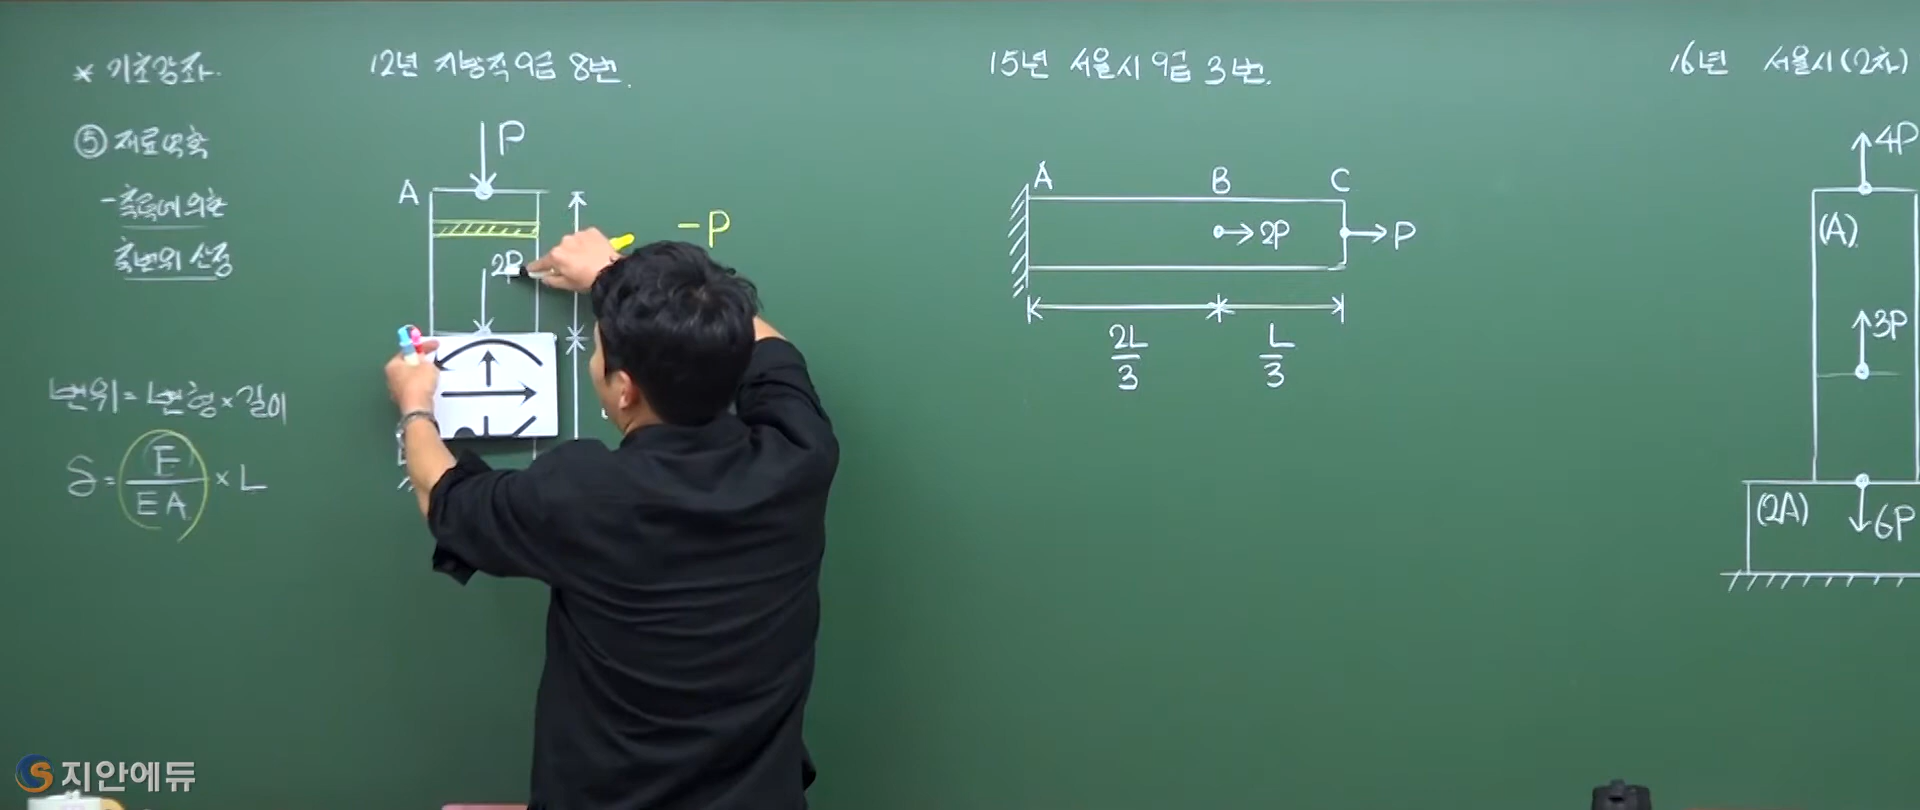 * 기초강좌.
⑤ 재료역학
- 축력에 의한
축변위 산정
변위 = 변형 × 길이
δ = F/EA × L
12년 지방직 9급 8번.
P
A
2P
-P
15년 서울시 9급 3번.
A B C
2P
P
2L/3
L/3
16년 서울시(2차)
4P
(A)
3P
(2A)
6P
지안에듀